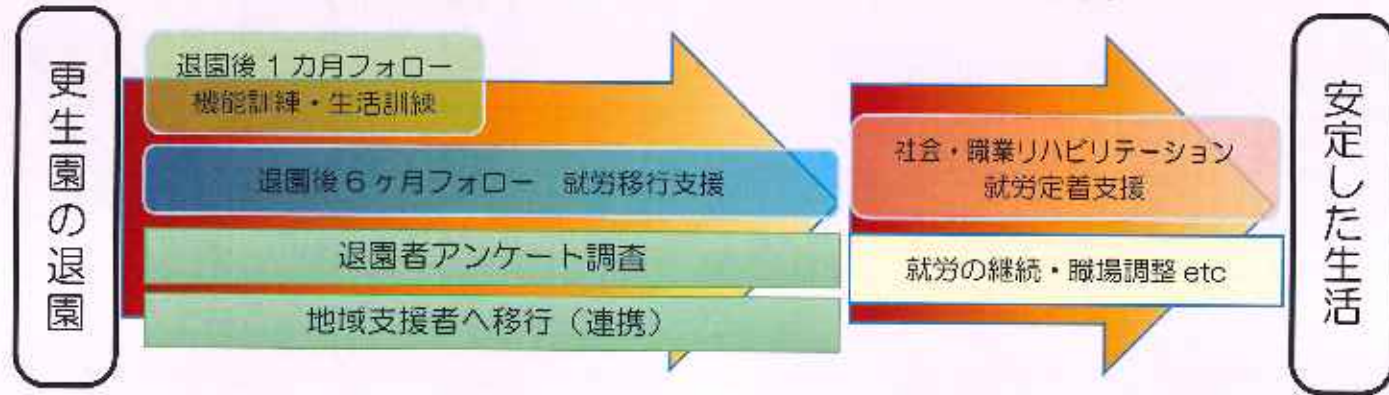 更生園の退園
退園後1カ月フォロー
機能訓練・生活訓練
退園後6ヶ月フォロー 就労移行支援
退園者アンケート調査
地域支援者へ移行（連携）
社会・職業リハビリテーション
就労定着支援
就労の継続・職場調整 etc
安定した生活